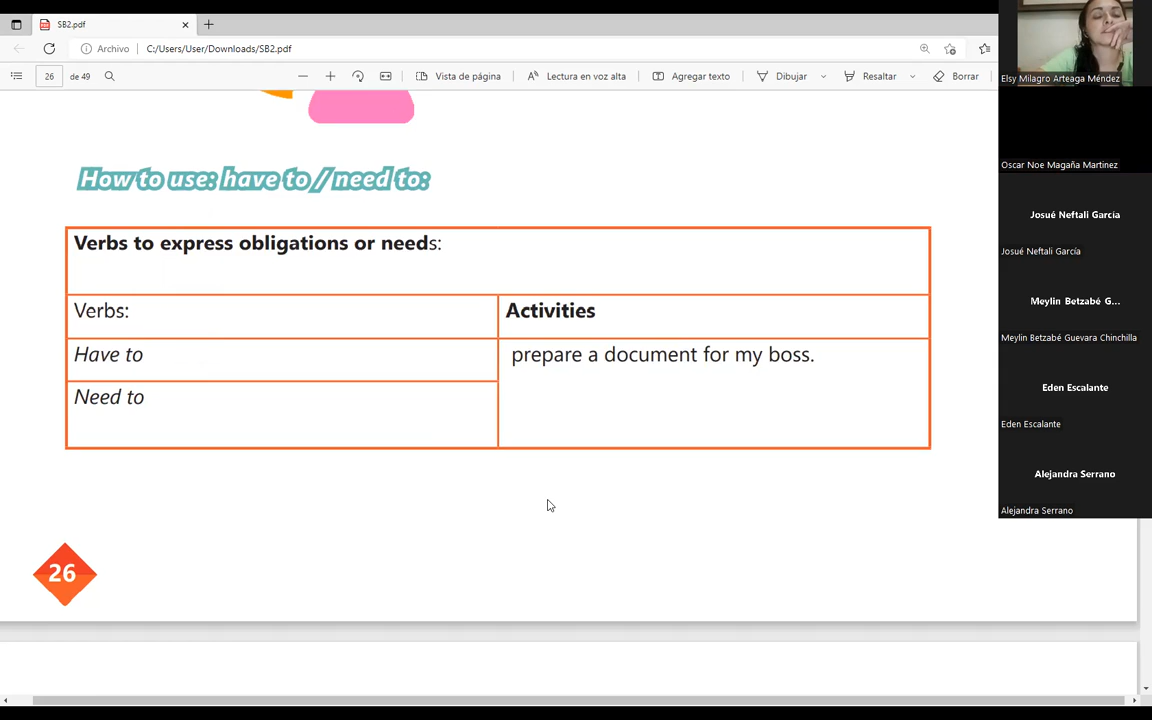 SB2.pdf
Archivo
C:/Users/User/Downloads/SB2.pdf
26
de 49
Vista de página
Lectura en voz alta
Agregar texto
Dibujar
Resaltar
Borrar
How to use: have to / need to:
Verbs to express obligations or needs:
Verbs:
Activities
Have to
prepare a document for my boss.
Need to
26
Elsy Milagro Arteaga Méndez
Oscar Noe Magaña Martinez
Josué Neftali García
Josué Neftali García
Meylin Betzabé G...
Meylin Betzabé Guevara Chinchilla
Eden Escalante
Eden Escalante
Alejandra Serrano
Alejandra Serrano